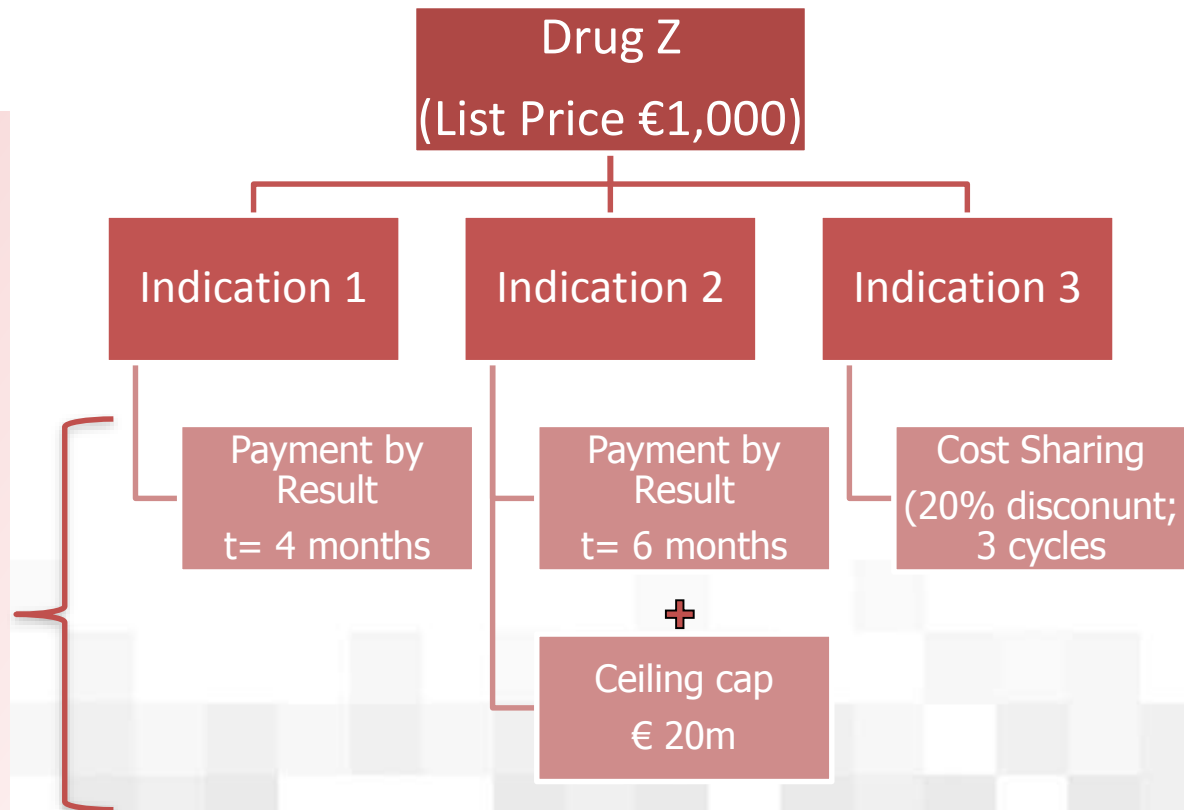 Drug Z
(List Price €1,000)
Indication 1
Indication 2
Indication 3
Payment by
Result
t= 4 months
Payment by
Result
t= 6 months
Cost Sharing
(20% disconunt;
3 cycles
Ceiling cap
€ 20m